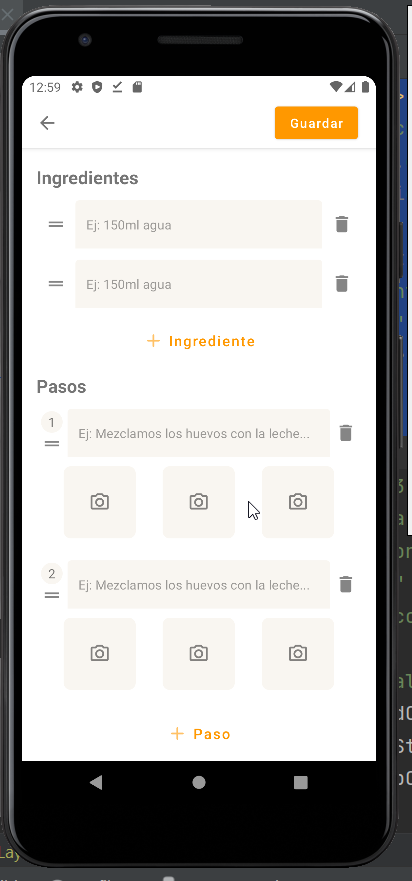 12:59
Guardar
Ingredientes
Ej: 150ml agua
Ej: 150ml agua
+ Ingrediente
Pasos
1
Ej: Mezclamos los huevos con la leche...
2
Ej: Mezclamos los huevos con la leche...
+ Paso